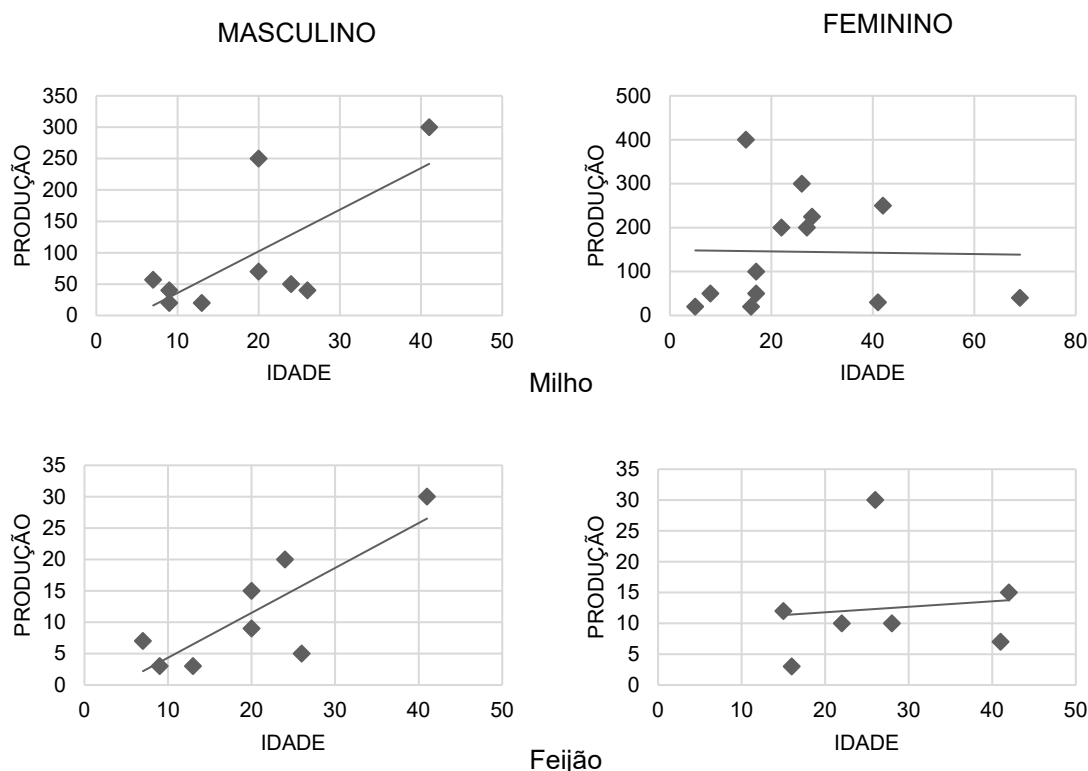 MASCULINO
FEMININO
350
300
250
200
150
100
50
0
PRODUÇÃO
0 10 20 30 40 50
IDADE
500
400
300
200
100
0
PRODUÇÃO
0 20 40 60 80
IDADE
Milho
35
30
25
20
15
10
5
0
PRODUÇÃO
0 10 20 30 40 50
IDADE
35
30
25
20
15
10
5
0
PRODUÇÃO
0 10 20 30 40 50
IDADE
Feijão